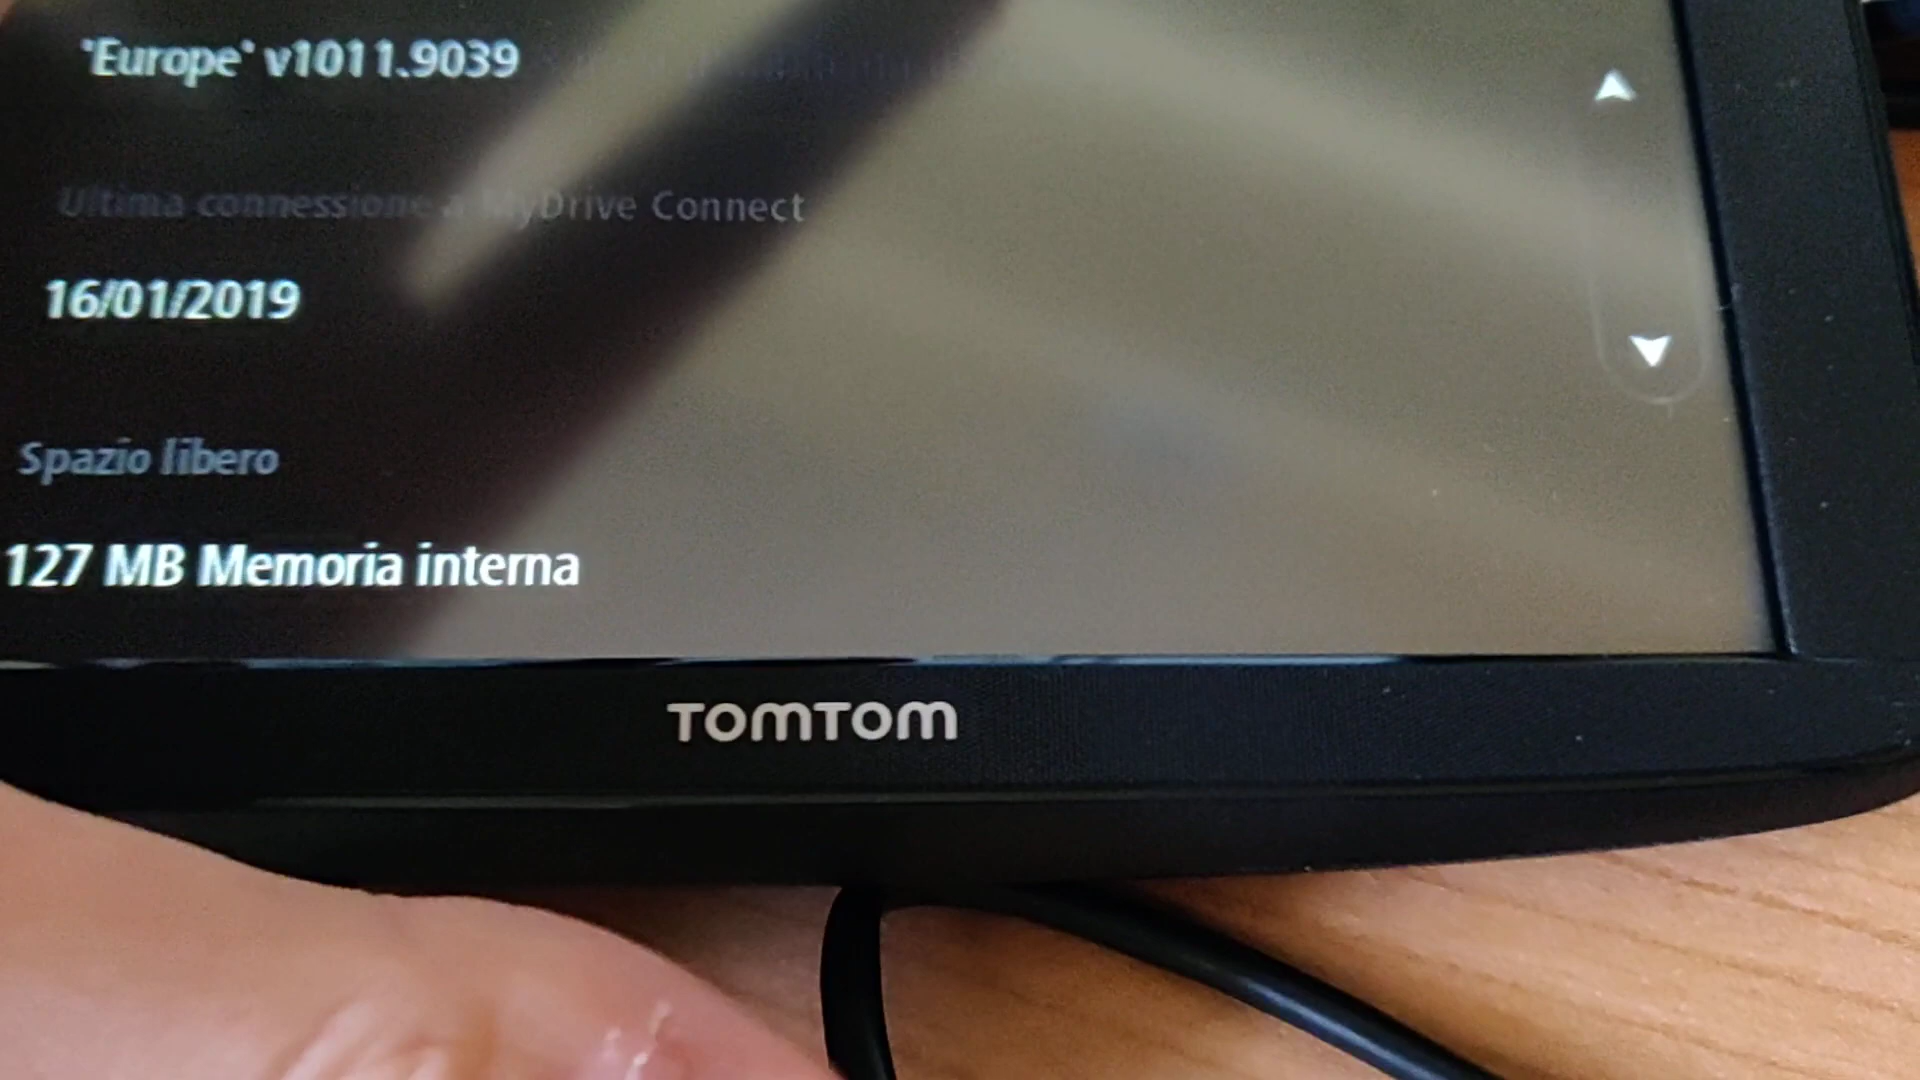 'Europe' v1011.9039
Ultima connessione a MyDrive Connect
16/01/2019
Spazio libero
127 MB Memoria interna
TOMTOM